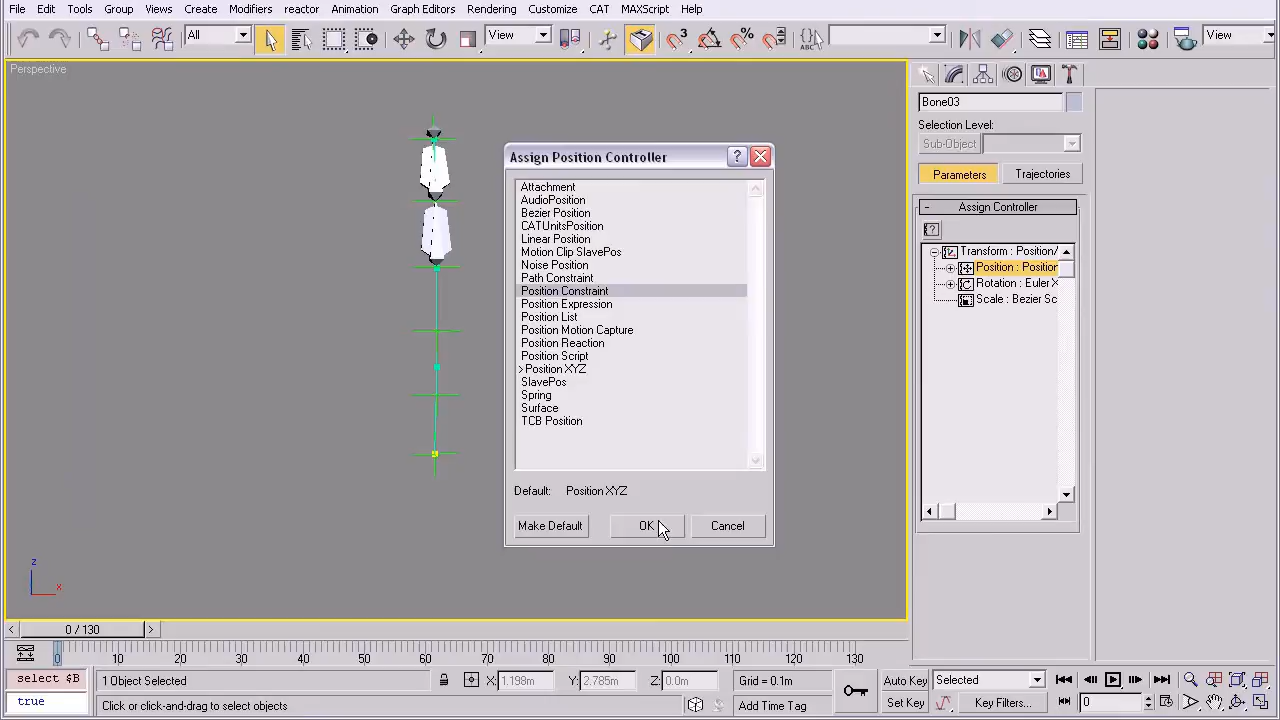 File Edit Tools Group Views Create Modifiers reactor Animation Graph Editors Rendering Customize CAT MAXScript Help
All View View
Perspective
Bone03
Selection Level:
Sub-Object
Parameters Trajectories
- Assign Controller
Transform : Position/
Position : Position
Rotation : Euler X
Scale : Bezier Sc
Assign Position Controller
Attachment
AudioPosition
Bezier Position
CATUnitsPosition
Linear Position
Motion Clip SlavePos
Noise Position
Path Constraint
Position Constraint
Position Expression
Position List
Position Motion Capture
Position Reaction
Position Script
>Position XYZ
SlavePos
Spring
Surface
TCB Position
Default: Position XYZ
Make Default OK Cancel
z
x
< 0 / 130 >
0 10 20 30 40 50 60 70 80 90 100 110 120 130
select $B
true
1 Object Selected X: 1.198m Y: 2.785m Z: 0.0m Grid = 0.1m Auto Key Selected
Click or click-and-drag to select objects Add Time Tag Set Key Key Filters... 0